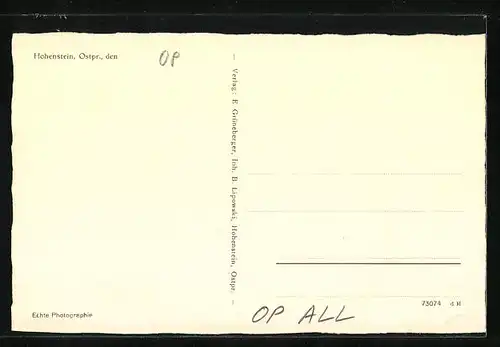 Hohenstein, Ostpr., den
OP
– Verlag: E. Grüneberger, Inh. B. Lipowski, Hohenstein, Ostpr. –
73074
Echte Photographie
OP ALL